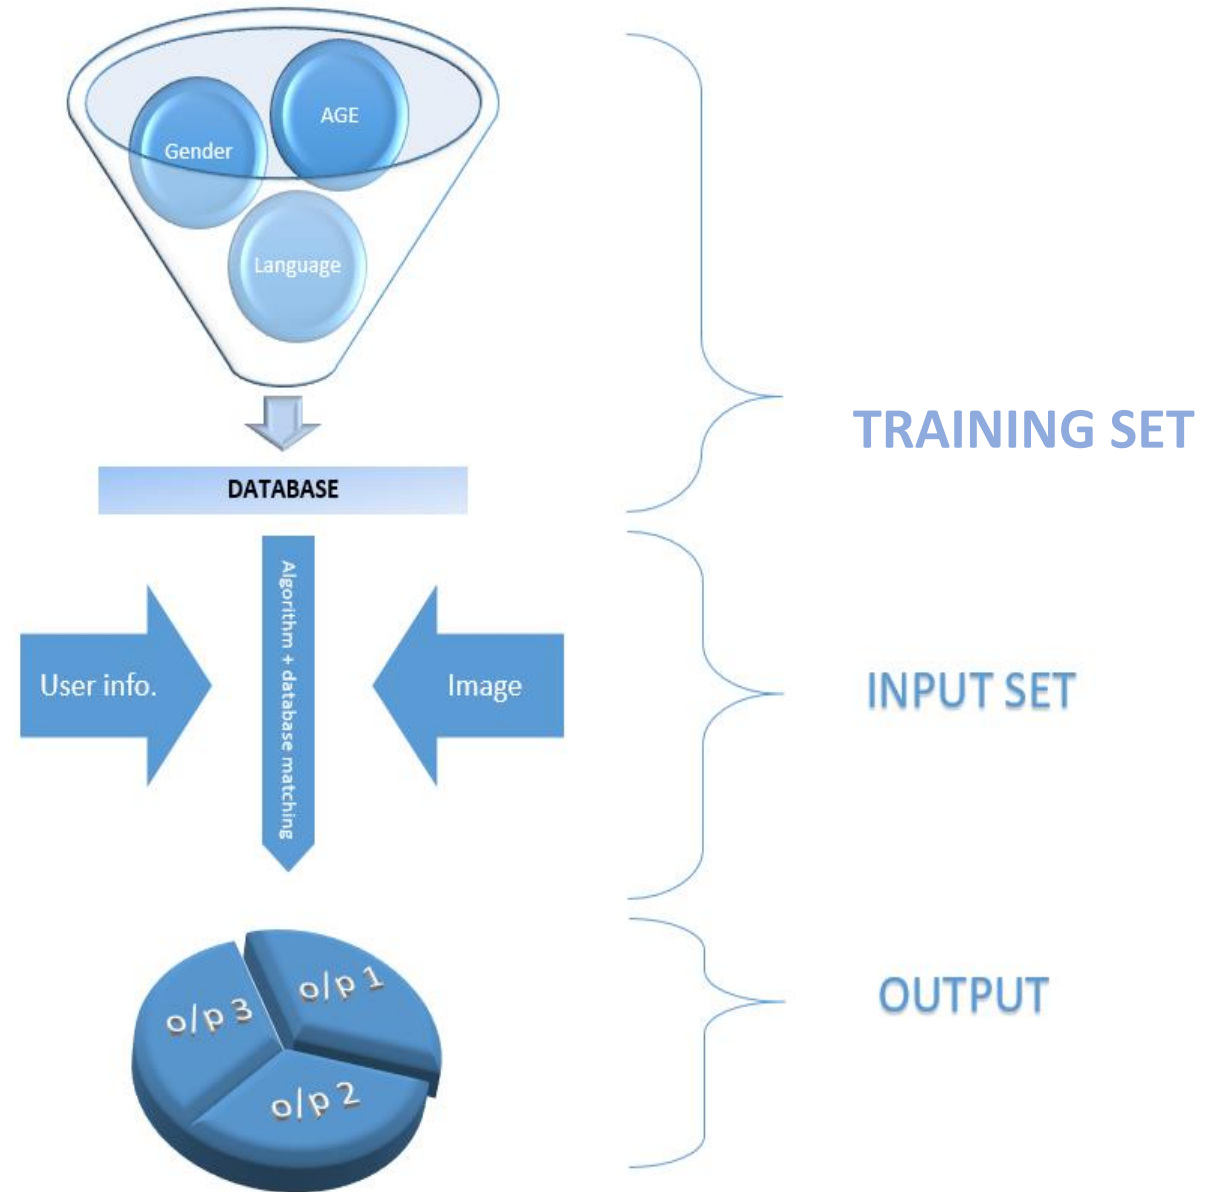 AGE
Gender
Language
TRAINING SET
DATABASE
Algorithm + database matching
User info.
Image
INPUT SET
o/p 1
o/p 3
o/p 2
OUTPUT